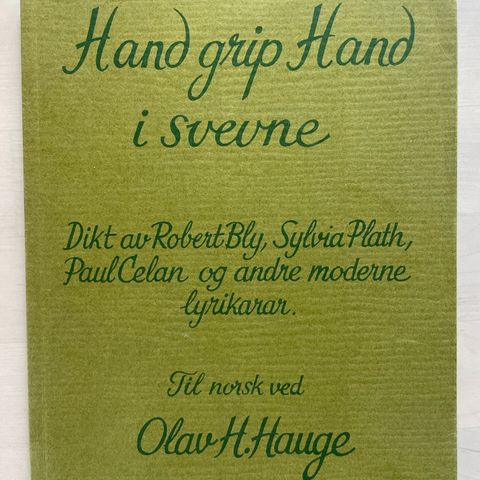 Hand grip Hand
i svevne
Dikt av Robert Bly, Sylvia Plath,
Paul Celan og andre moderne
lyrikarar.
Til norsk ved
Olav H. Hauge